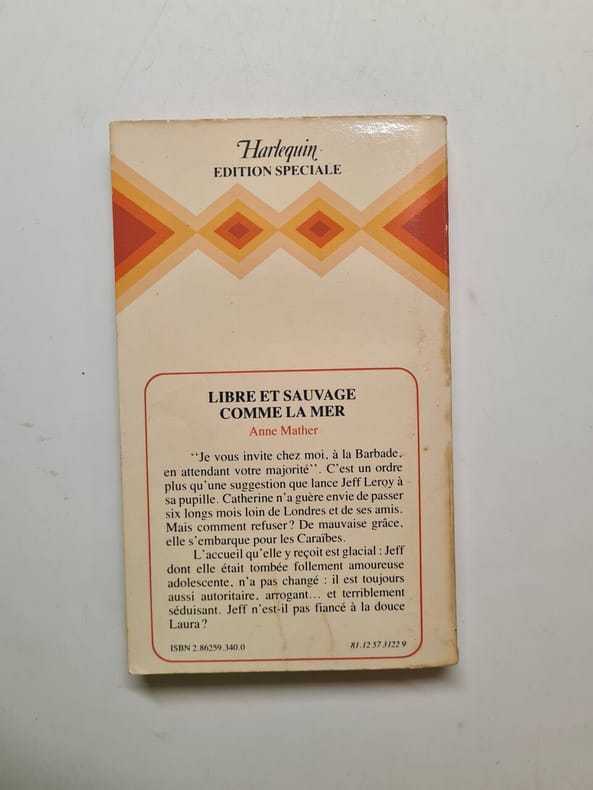 Harlequin
EDITION SPECIALE
LIBRE ET SAUVAGE
COMME LA MER
Anne Mather
‘‘Je vous invite chez moi, à la Barbade,
en attendant votre majorité’’. C’est un ordre
plus qu’une suggestion que lance Jeff Leroy à
sa pupille. Catherine n’a guère envie de passer
six longs mois loin de Londres et de ses amis.
Mais comment refuser? De mauvaise grâce,
elle s’embarque pour les Caraïbes.
L’accueil qu’elle y reçoit est glacial : Jeff
dont elle était tombée follement amoureuse
adolescente, n’a pas changé : il est toujours
aussi autoritaire, arrogant... et terriblement
séduisant. Jeff n’est-il pas fiancé à la douce
Laura?
ISBN 2.86259.340.0
81.12 57 3122 9